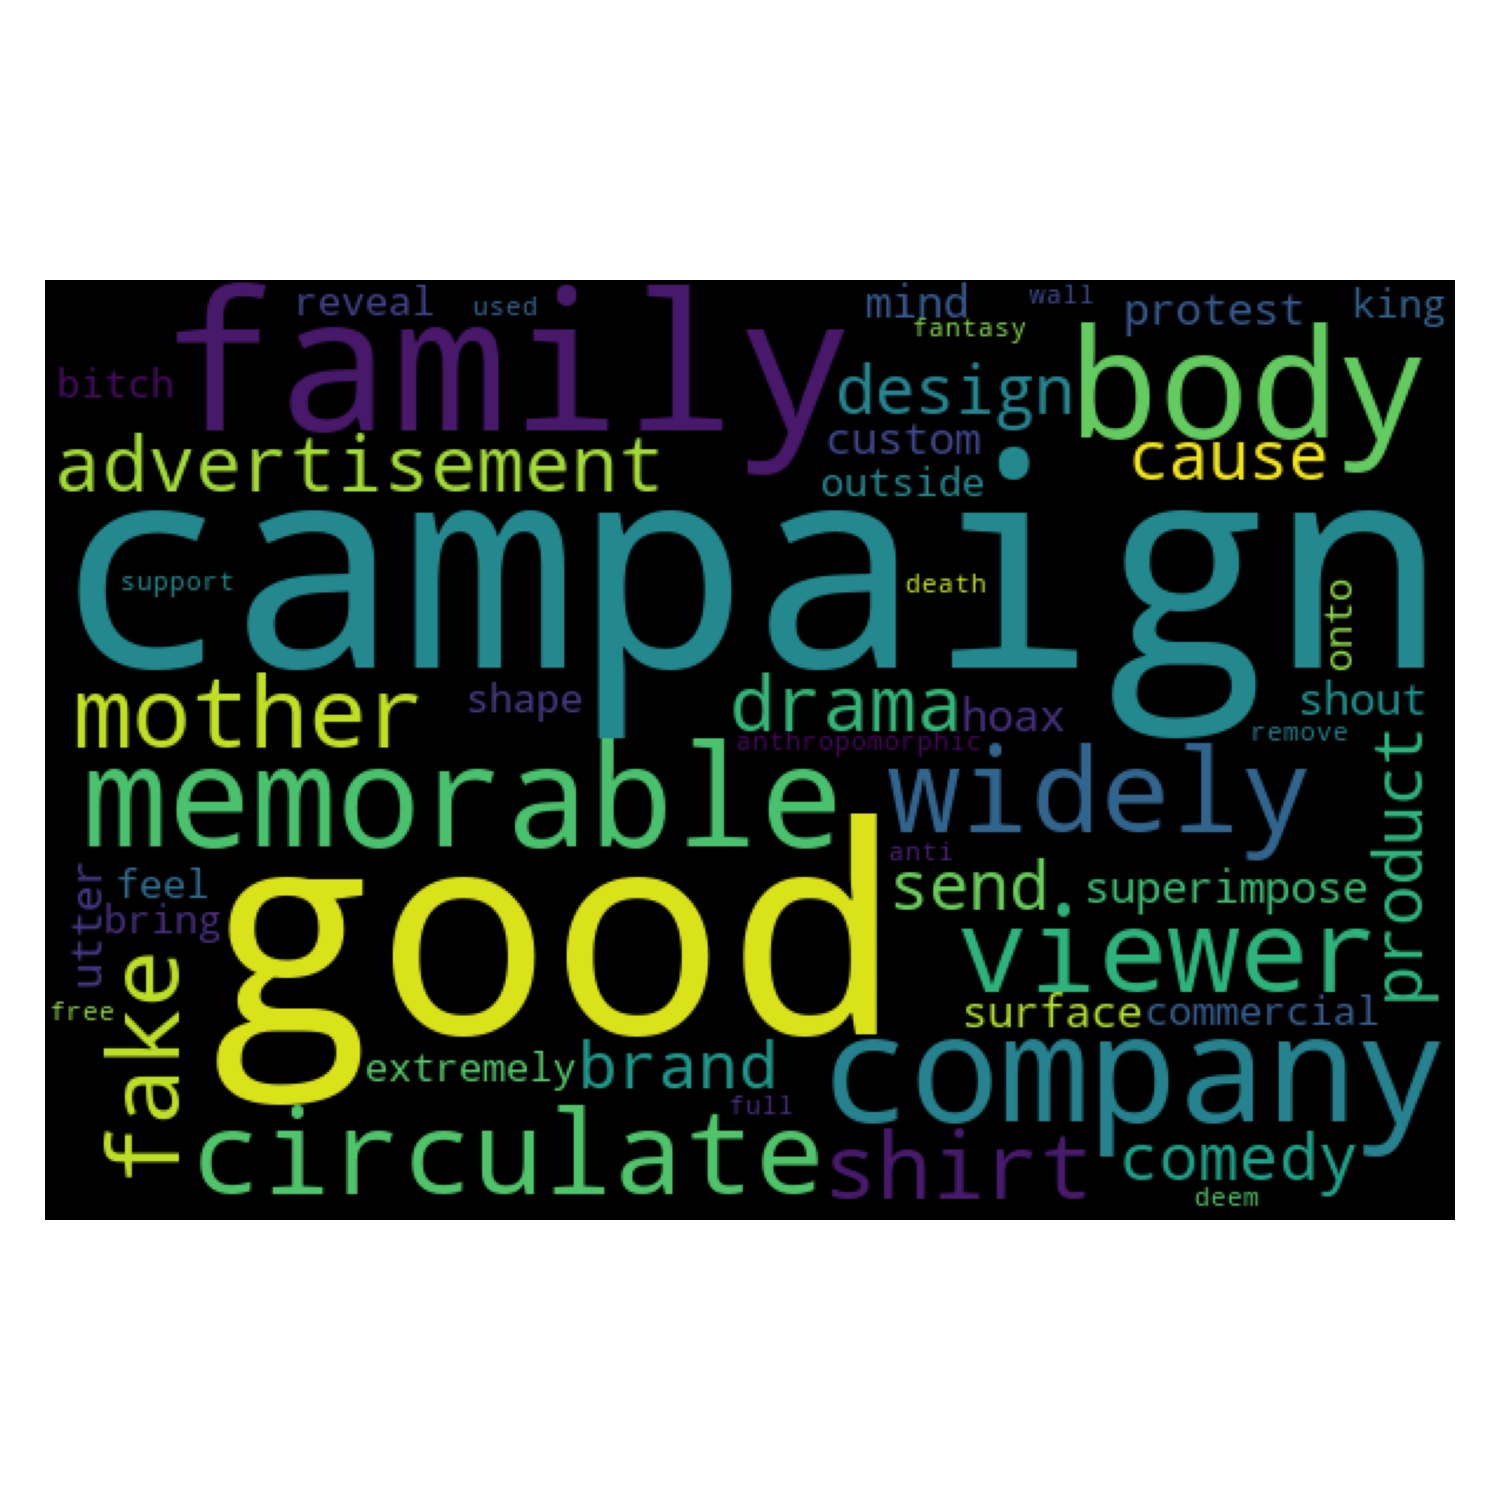 reveal
used
mind
wall
protest
king
fantasy
family
bitch
design
body
custom
cause
advertisement
outside
campaign
support
death
onto
mother
shape
drama
hoax
shout
remove
anthropomorphic
memorable
widely
product
anti
utter
feel
send
superimpose
bring
good
viewer
fake
free
surface
commercial
extremely
brand
company
full
circulate
shirt
comedy
deem